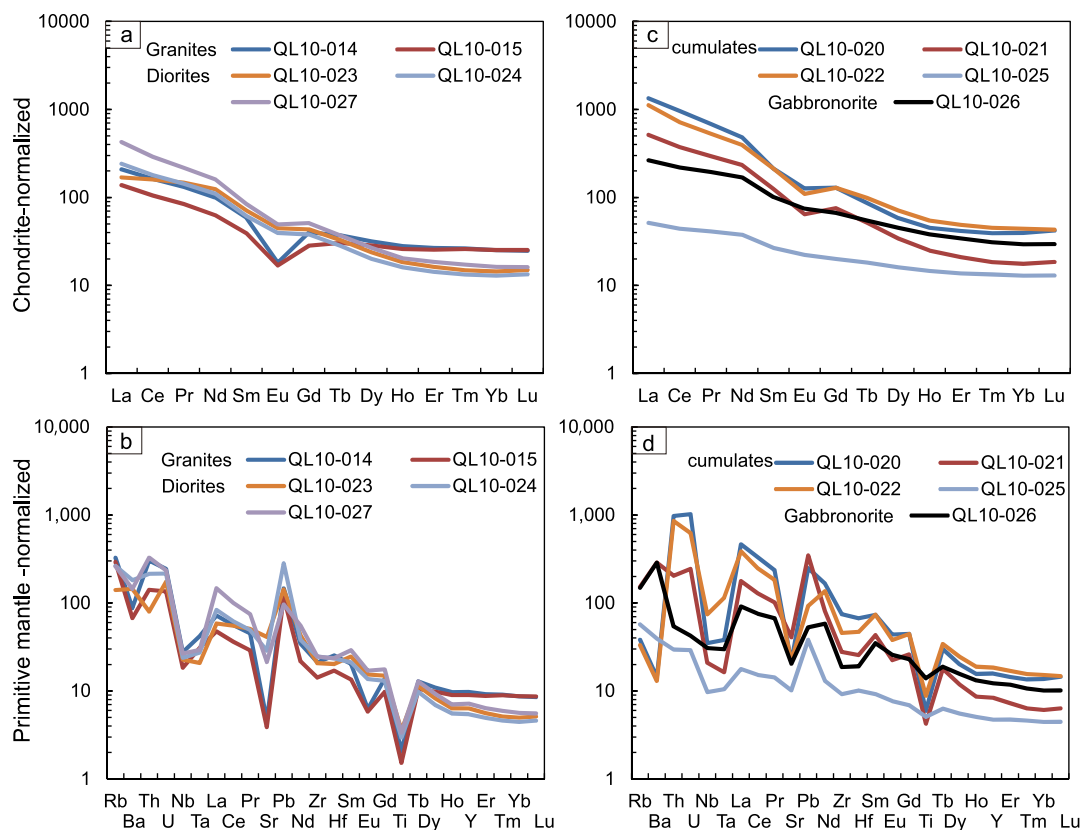 Chondrite-normalized
10000
1000
100
10
1
a
Granites QL10-014 QL10-015
Diorites QL10-023 QL10-024
QL10-027
La Ce Pr Nd Sm Eu Gd Tb Dy Ho Er Tm Yb Lu
10000
1000
100
10
1
c
cumulates QL10-020 QL10-021
QL10-022 QL10-025
Gabbronorite QL10-026
La Ce Pr Nd Sm Eu Gd Tb Dy Ho Er Tm Yb Lu
Primitive mantle -normalized
10,000
1,000
100
10
1
b
Granites QL10-014 QL10-015
Diorites QL10-023 QL10-024
QL10-027
Rb Th Nb La Pr Pb Zr Sm Gd Tb Ho Er Yb
Ba U Ta Ce Sr Nd Hf Eu Ti Dy Y Tm Lu
10,000
1,000
100
10
1
d
cumulates QL10-020 QL10-021
QL10-022 QL10-025
Gabbronorite QL10-026
Rb Th Nb La Pr Pb Zr Sm Gd Tb Ho Er Yb
Ba U Ta Ce Sr Nd Hf Eu Ti Dy Y Tm Lu